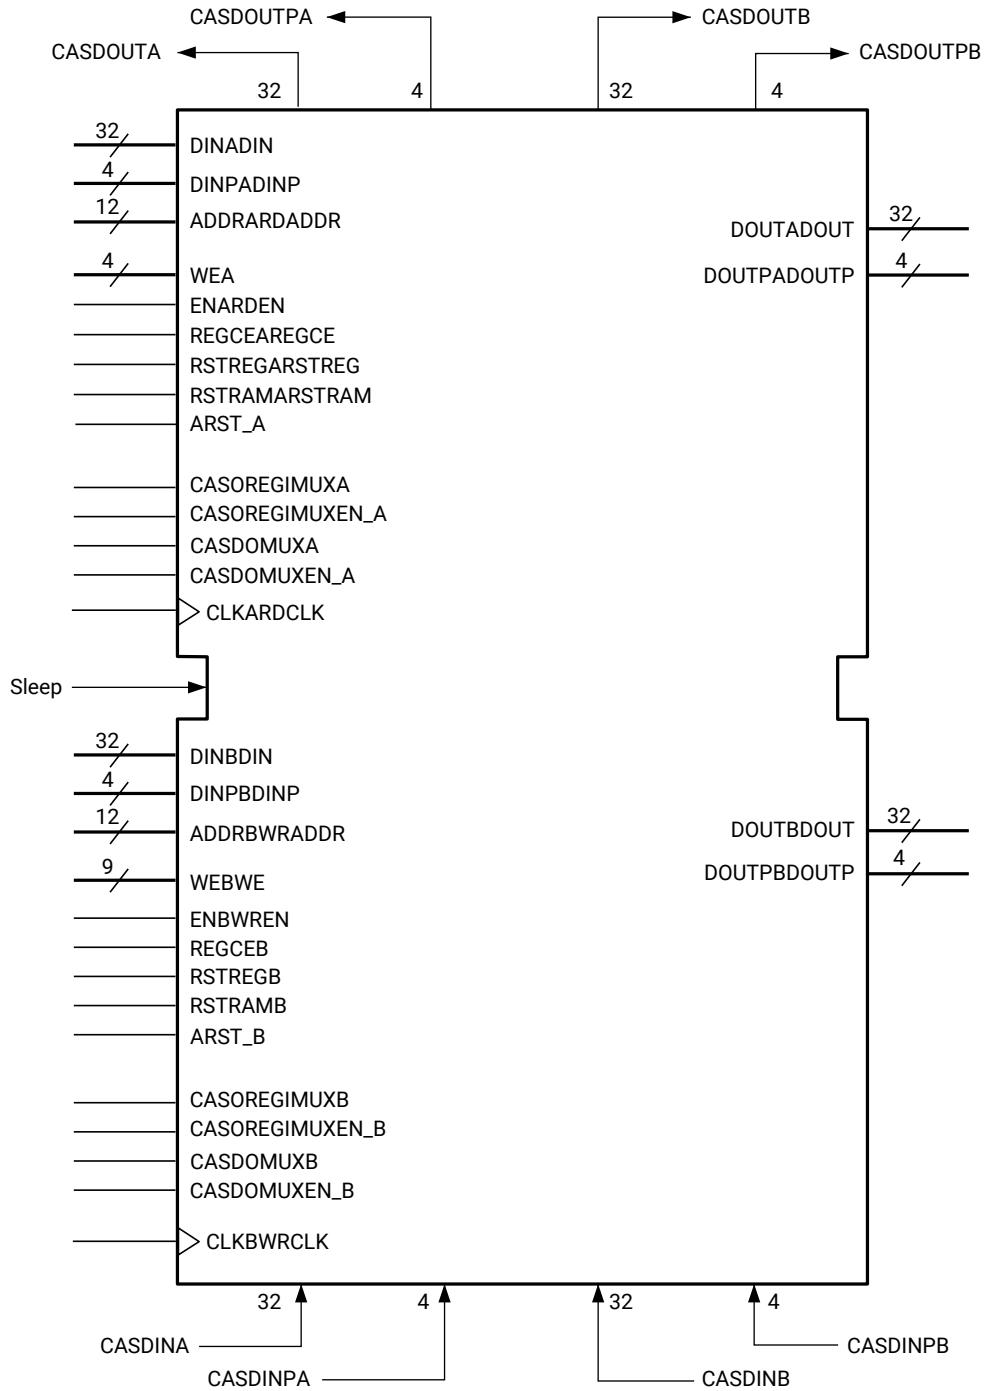 CASDOUTPA
CASDOUTB
CASDOUTA
CASDOUTPB
32
4
32
4
32
DINADIN
4
DINPADINP
12
ADDRARDADDR
DOUTADOUT
32
4
WEA
DOUTPADOUTP
4
ENARDEN
REGCEAREGCE
RSTREGARSTREG
RSTRAMARSTRAM
ARST_A
CASOREGIMUXA
CASOREGIMUXEN_A
CASDOMUXA
CASDOMUXEN_A
CLKARDCLK
Sleep
32
DINBDIN
4
DINPBDINP
12
ADDRBWRADDR
DOUTBDOUT
32
9
WEBWE
DOUTPBDOUTP
4
ENBWREN
REGCEB
RSTREGB
RSTRAMB
ARST_B
CASOREGIMUXB
CASOREGIMUXEN_B
CASDOMUXB
CASDOMUXEN_B
CLKBWRCLK
32
4
32
4
CASDINA
CASDINPB
CASDINPA
CASDINB